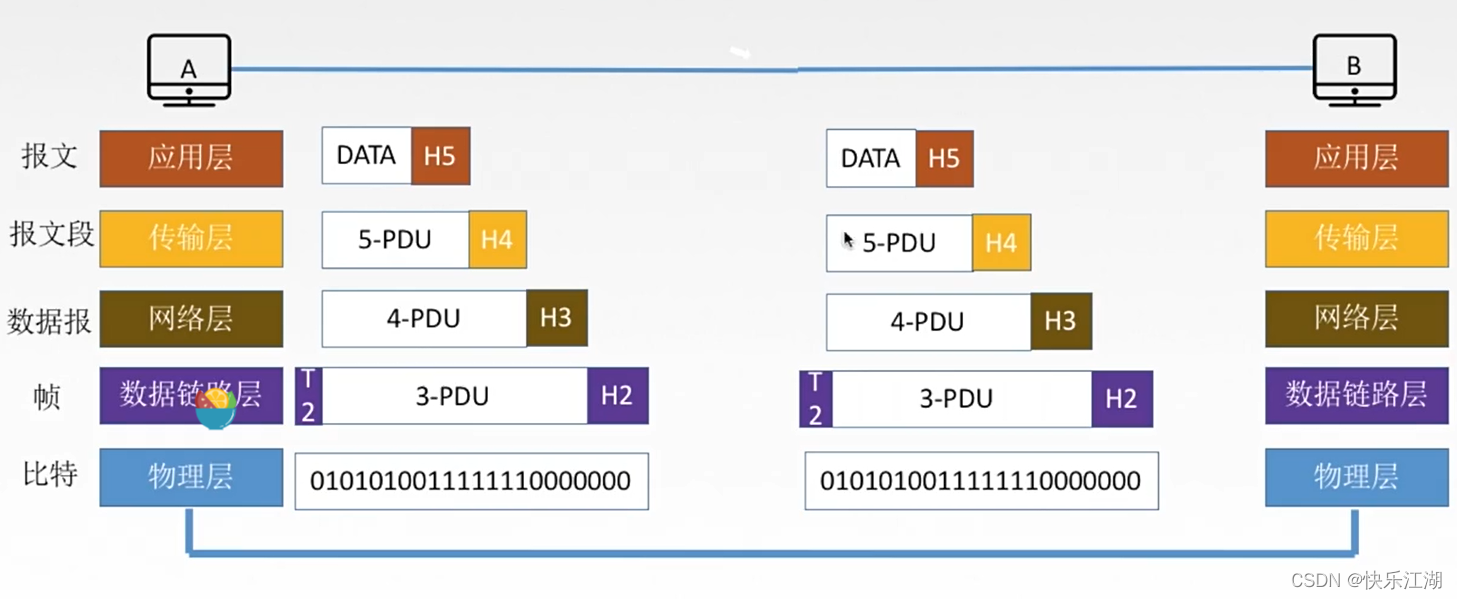 A
B
报文 应用层 DATA H5 DATA H5 应用层
报文段 传输层 5-PDU H4 5-PDU H4 传输层
数据报 网络层 4-PDU H3 4-PDU H3 网络层
帧 数据链路层 T2 3-PDU H2 T2 3-PDU H2 数据链路层
比特 物理层 0101010011111110000000 0101010011111110000000 物理层
CSDN @快乐江湖